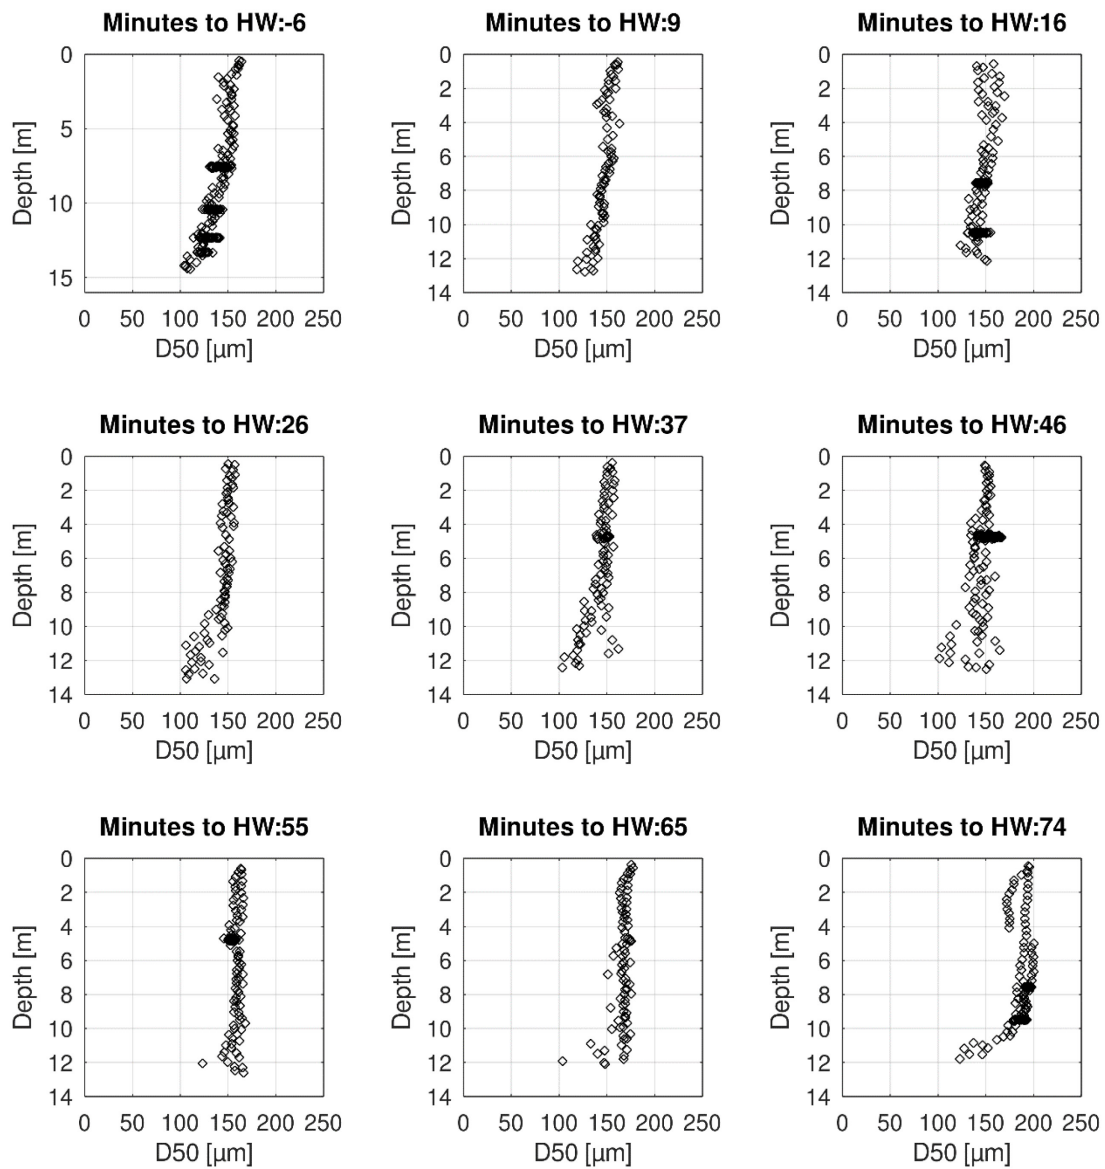 Minutes to HW:-6
0
5
10
15
Depth [m]
0 50 100 150 200 250
D50 [µm]
Minutes to HW:9
0
2
4
6
8
10
12
14
Depth [m]
0 50 100 150 200 250
D50 [µm]
Minutes to HW:16
0
2
4
6
8
10
12
14
Depth [m]
0 50 100 150 200 250
D50 [µm]
Minutes to HW:26
0
2
4
6
8
10
12
14
Depth [m]
0 50 100 150 200 250
D50 [µm]
Minutes to HW:37
0
2
4
6
8
10
12
14
Depth [m]
0 50 100 150 200 250
D50 [µm]
Minutes to HW:46
0
2
4
6
8
10
12
14
Depth [m]
0 50 100 150 200 250
D50 [µm]
Minutes to HW:55
0
2
4
6
8
10
12
14
Depth [m]
0 50 100 150 200 250
D50 [µm]
Minutes to HW:65
0
2
4
6
8
10
12
14
Depth [m]
0 50 100 150 200 250
D50 [µm]
Minutes to HW:74
0
2
4
6
8
10
12
14
Depth [m]
0 50 100 150 200 250
D50 [µm]